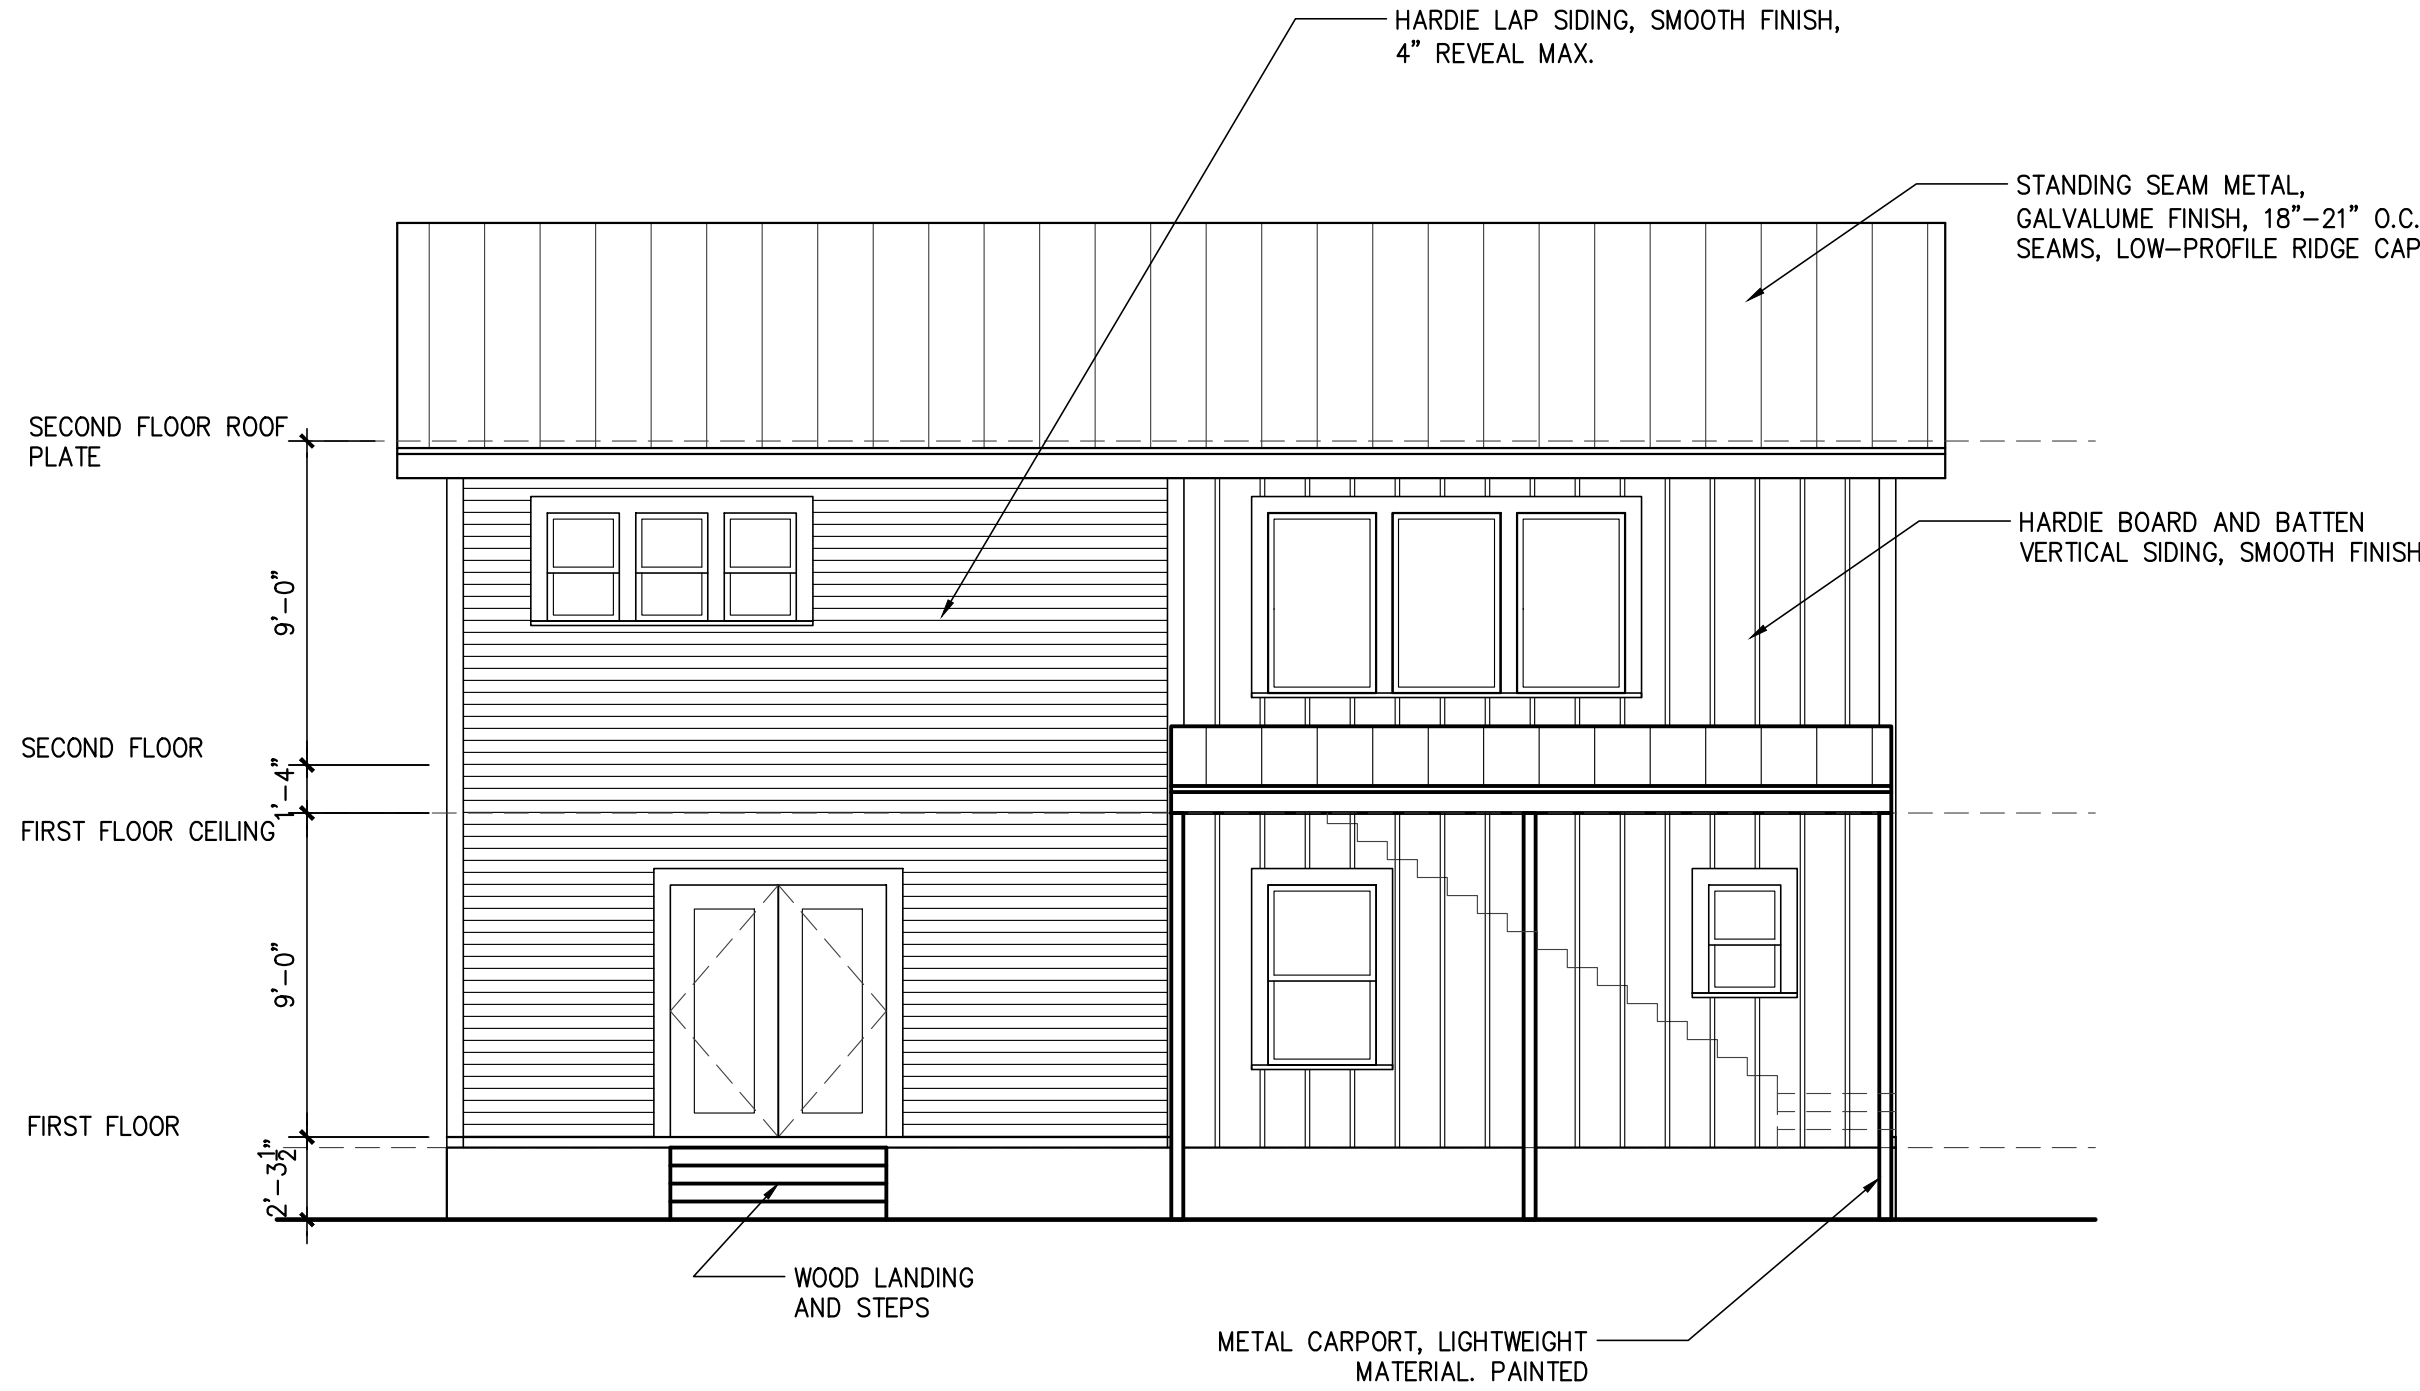 HARDIE LAP SIDING, SMOOTH FINISH,
4" REVEAL MAX.
STANDING SEAM METAL,
GALVALUME FINISH, 18"-21" O.C.
SEAMS, LOW-PROFILE RIDGE CAP
SECOND FLOOR ROOF
PLATE
HARDIE BOARD AND BATTEN
VERTICAL SIDING, SMOOTH FINISH
9'-0"
SECOND FLOOR
1'-4"
FIRST FLOOR CEILING
9'-0"
FIRST FLOOR
2'-3 1/2"
WOOD LANDING
AND STEPS
METAL CARPORT, LIGHTWEIGHT
MATERIAL. PAINTED